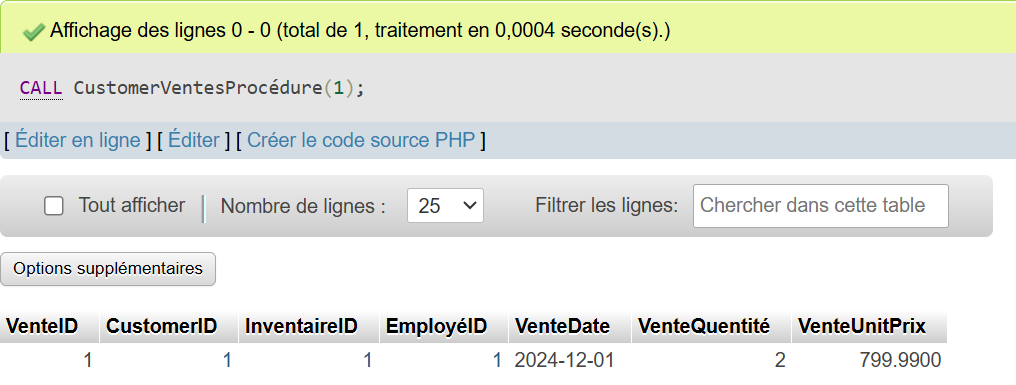 Affichage des lignes 0 - 0 (total de 1, traitement en 0,0004 seconde(s).)
CALL CustomerVentesProcédure(1);
[ Éditer en ligne ] [ Éditer ] [ Créer le code source PHP ]
Tout afficher Nombre de lignes : 25 Filtrer les lignes: Chercher dans cette table
Options supplémentaires
VenteID CustomerID InventaireID EmployéID VenteDate VenteQuentité VenteUnitPrix
1 1 1 1 2024-12-01 2 799.9900